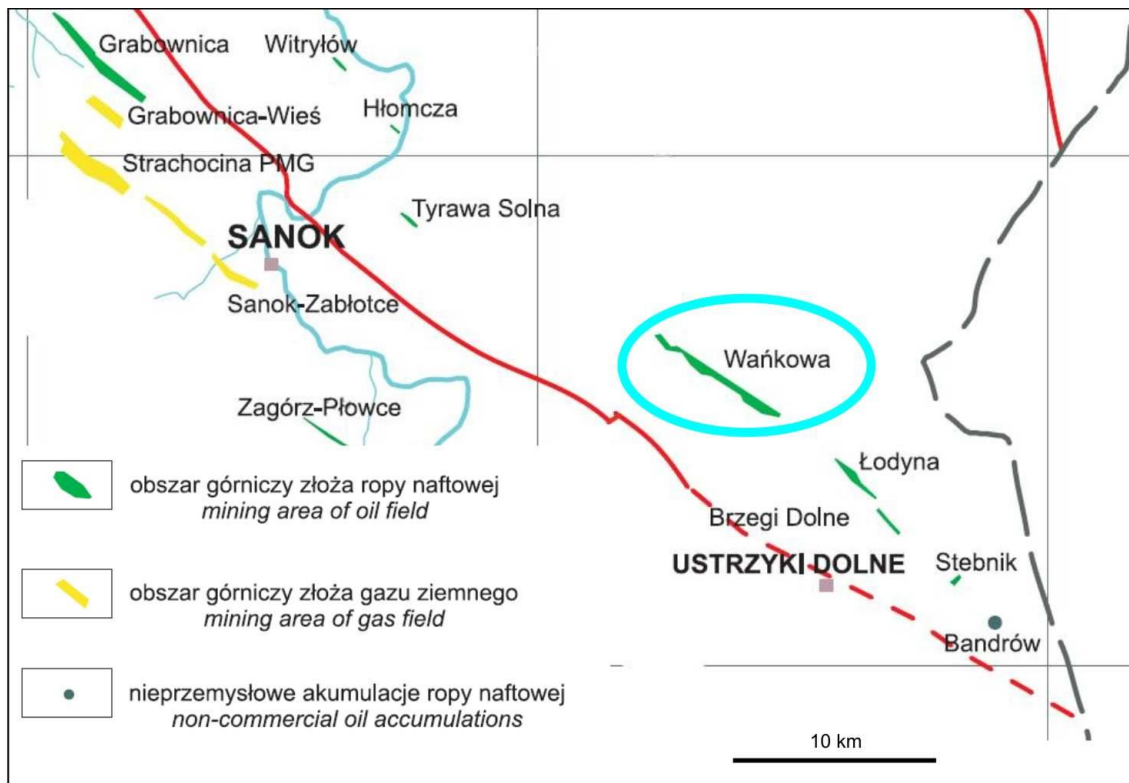 Grabownica
Witryłów
Hłomcza
Grabownica-Wieś
Strachocina PMG
Tyrawa Solna
SANOK
Sanok-Zabłotce
Wańkowa
Zagórz-Płowce
Łodyna
Brzegi Dolne
USTRZYKI DOLNE
Stebnik
Bandrów
obszar górniczy złoża ropy naftowej
mining area of oil field
obszar górniczy złoża gazu ziemnego
mining area of gas field
nieprzemysłowe akumulacje ropy naftowej
non-commercial oil accumulations
10 km